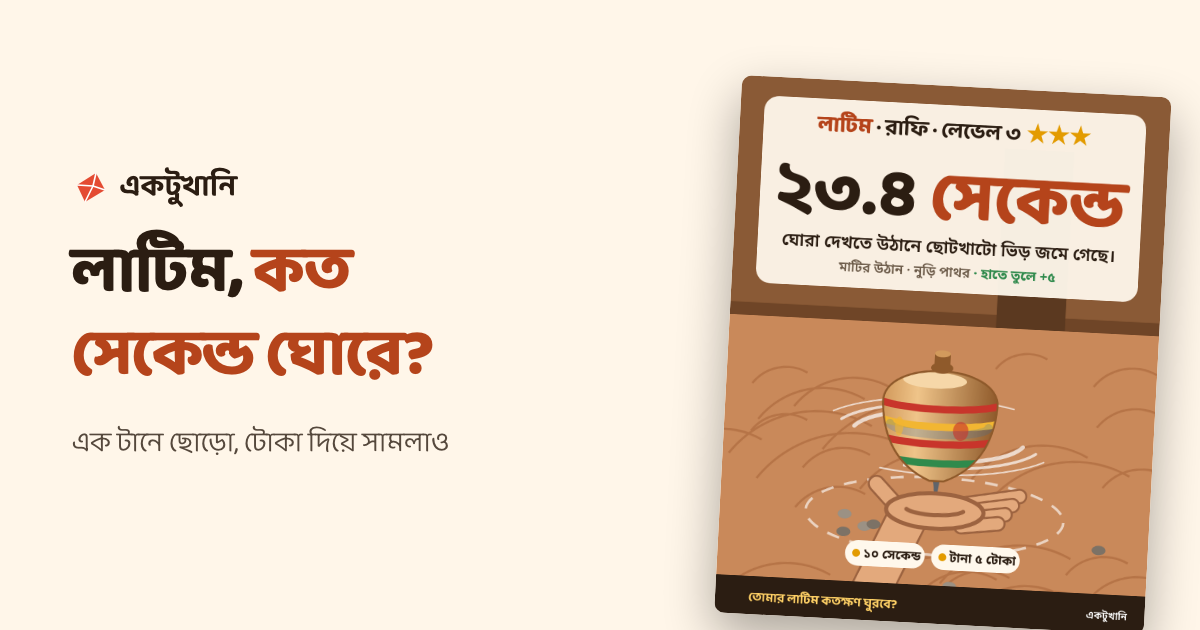 একটুখানি
লাটিম, কত
সেকেন্ড ঘোরে?
এক টানে ছোড়ো, টোকা দিয়ে সামলাও
লাটিম · রাফি · লেভেল ৩ ★★★
২৩.৪ সেকেন্ড
ঘোরা দেখতে উঠানে ছোটখাটো ভিড় জমে গেছে।
মাটির উঠান · নুড়ি পাথর · হাতে তুলে +৫
১০ সেকেন্ড
টানা ৫ টোকা
তোমার লাটিম কতক্ষণ ঘুরবে?
একটুখানি